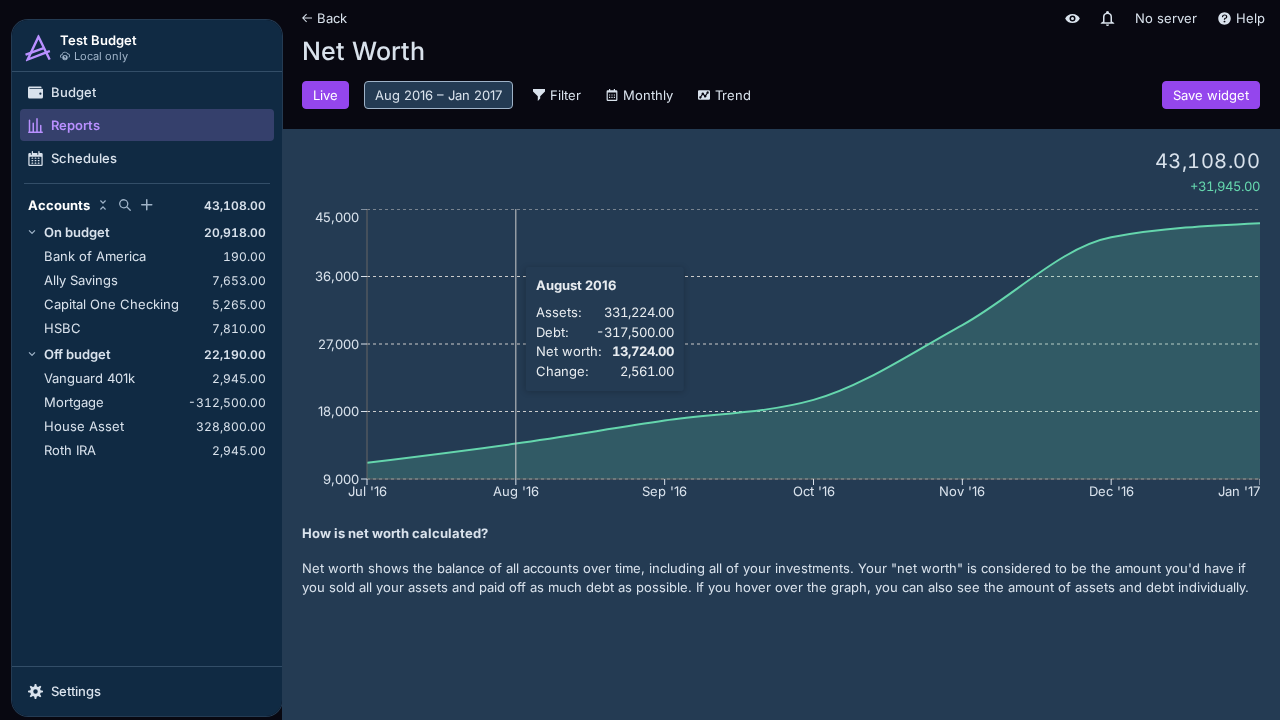 Test Budget
Local only
Budget
Reports
Schedules
Accounts 43,108.00
On budget 20,918.00
Bank of America 190.00
Ally Savings 7,653.00
Capital One Checking 5,265.00
HSBC 7,810.00
Off budget 22,190.00
Vanguard 401k 2,945.00
Mortgage -312,500.00
House Asset 328,800.00
Roth IRA 2,945.00
Settings
Back
No server
Help
Net Worth
Live
Aug 2016 – Jan 2017
Filter
Monthly
Trend
Save widget
43,108.00
+31,945.00
45,000
36,000
27,000
18,000
9,000
August 2016
Assets: 331,224.00
Debt: -317,500.00
Net worth: 13,724.00
Change: 2,561.00
Jul '16 Aug '16 Sep '16 Oct '16 Nov '16 Dec '16 Jan '17
How is net worth calculated?
Net worth shows the balance of all accounts over time, including all of your investments. Your "net worth" is considered to be the amount you'd have if
you sold all your assets and paid off as much debt as possible. If you hover over the graph, you can also see the amount of assets and debt individually.